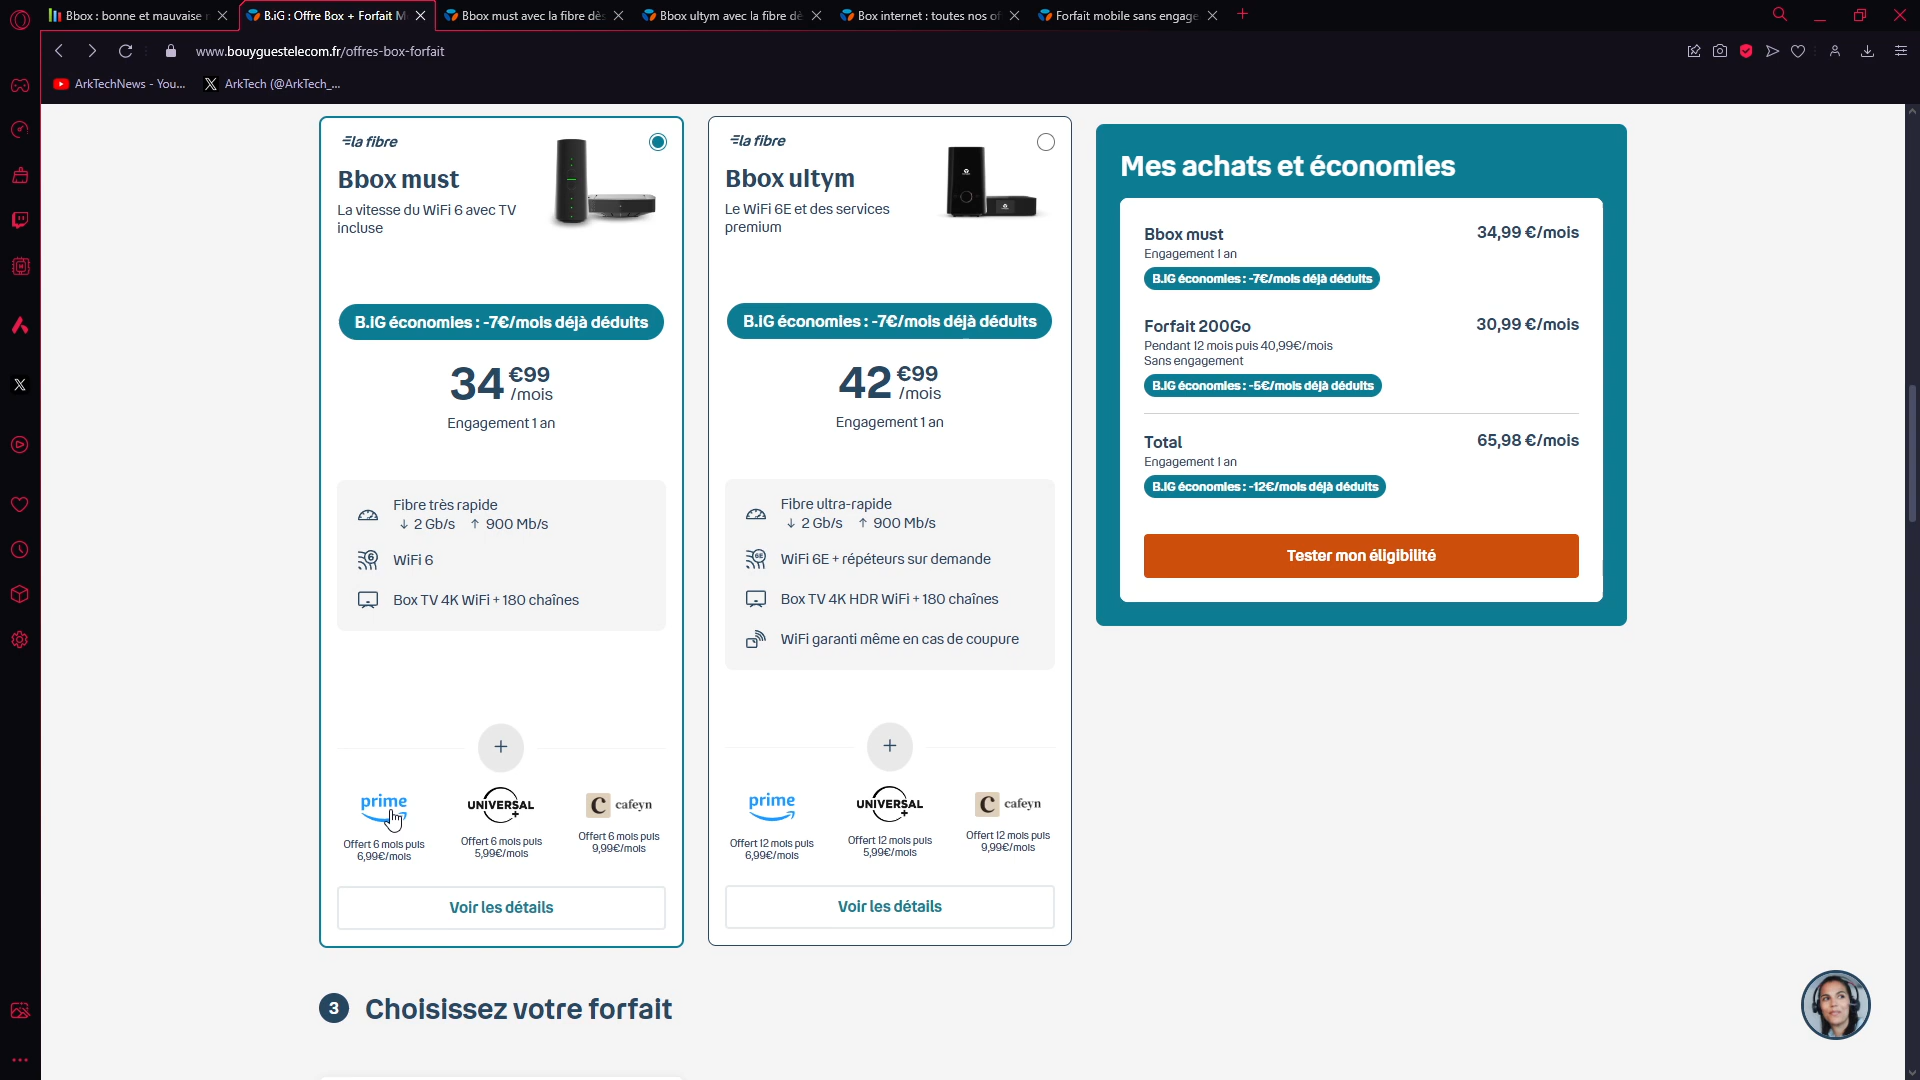 Bbox : bonne et mauvaise
B.iG : Offre Box + Forfait M
Bbox must avec la fibre dès
Bbox ultym avec la fibre dè
Box internet : toutes nos of
Forfait mobile sans engage
www.bouyguestelecom.fr/offres-box-forfait
ArkTechNews - You...
ArkTech (@ArkTech_...
la fibre
Bbox must
La vitesse du WiFi 6 avec TV
incluse
B.iG économies : -7€/mois déjà déduits
34 €99
/mois
Engagement 1 an
Fibre très rapide
↓ 2 Gb/s ↑ 900 Mb/s
WiFi 6
Box TV 4K WiFi + 180 chaînes
+
prime
Offert 6 mois puis
6,99€/mois
UNIVERSAL+
Offert 6 mois puis
5,99€/mois
C cafeyn
Offert 6 mois puis
9,99€/mois
Voir les détails
la fibre
Bbox ultym
Le WiFi 6E et des services
premium
B.iG économies : -7€/mois déjà déduits
42 €99
/mois
Engagement 1 an
Fibre ultra-rapide
↓ 2 Gb/s ↑ 900 Mb/s
WiFi 6E + répéteurs sur demande
Box TV 4K HDR WiFi + 180 chaînes
WiFi garanti même en cas de coupure
+
prime
Offert 12 mois puis
6,99€/mois
UNIVERSAL+
Offert 12 mois puis
5,99€/mois
C cafeyn
Offert 12 mois puis
9,99€/mois
Voir les détails
Mes achats et économies
Bbox must 34,99 €/mois
Engagement 1 an
B.iG économies : -7€/mois déjà déduits
Forfait 200Go 30,99 €/mois
Pendant 12 mois puis 40,99€/mois
Sans engagement
B.iG économies : -5€/mois déjà déduits
Total 65,98 €/mois
Engagement 1 an
B.iG économies : -12€/mois déjà déduits
Tester mon éligibilité
3 Choisissez votre forfait